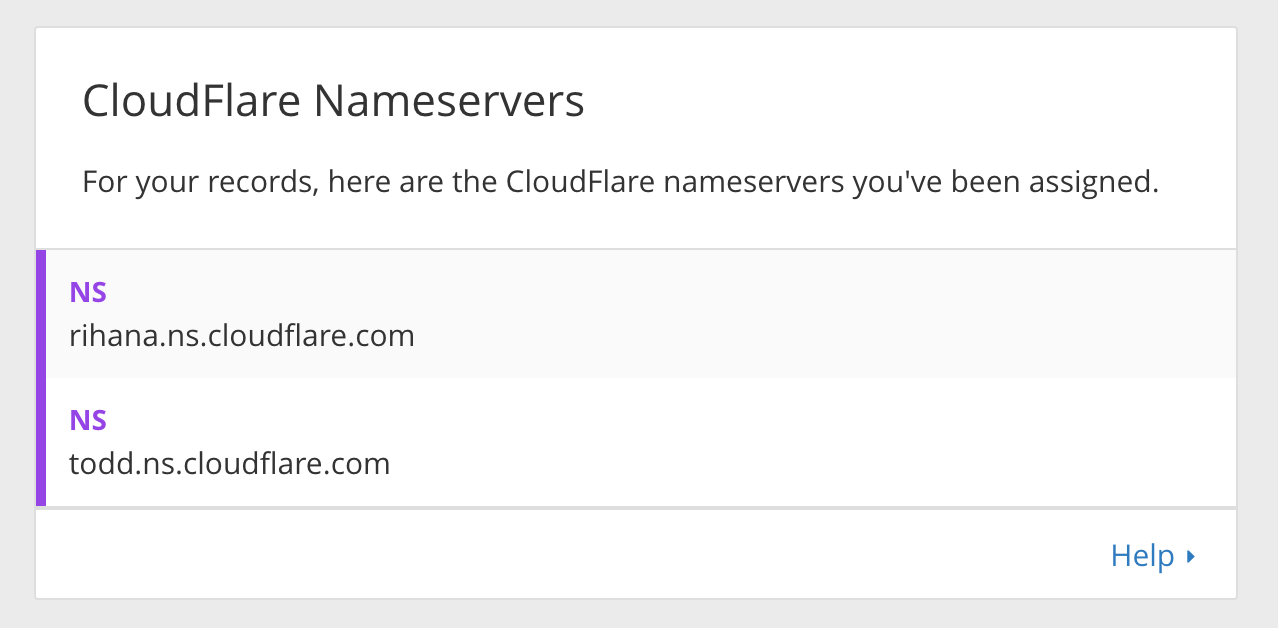 CloudFlare Nameservers
For your records, here are the CloudFlare nameservers you've been assigned.
NS
rihana.ns.cloudflare.com
NS
todd.ns.cloudflare.com
Help